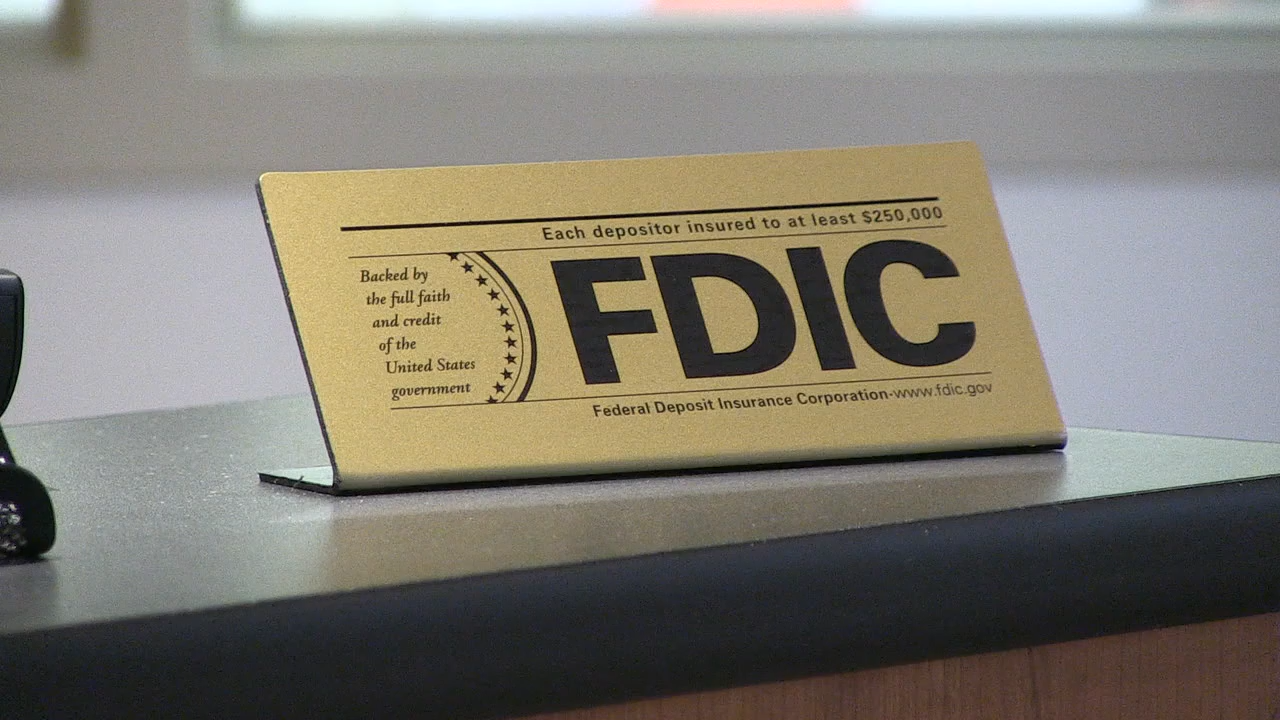 Each depositor insured to at least $250,000
Backed by
the full faith
and credit
of the
United States
government
FDIC
Federal Deposit Insurance Corporation-www.fdic.gov